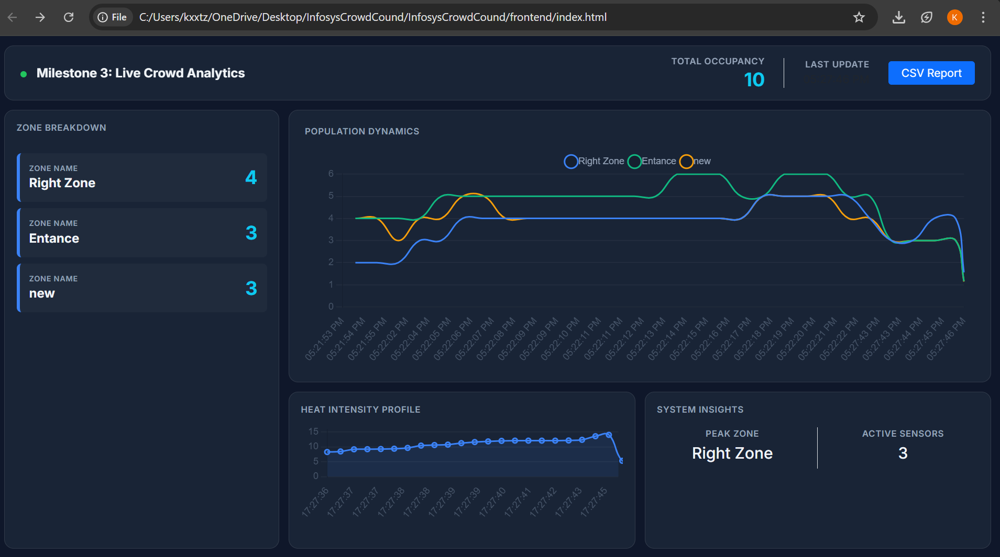 File C:/Users/kxxtz/OneDrive/Desktop/InfosysCrowdCound/InfosysCrowdCound/frontend/index.html
K
Milestone 3: Live Crowd Analytics
TOTAL OCCUPANCY
10
LAST UPDATE
CSV Report
ZONE BREAKDOWN
ZONE NAME
Right Zone
4
ZONE NAME
Entance
3
ZONE NAME
new
3
POPULATION DYNAMICS
Right Zone Entance new
6
5
4
3
2
1
0
05:21:53 PM
05:21:54 PM
05:21:55 PM
05:22:02 PM
05:22:04 PM
05:22:05 PM
05:22:06 PM
05:22:07 PM
05:22:08 PM
05:22:09 PM
05:22:09 PM
05:22:10 PM
05:22:11 PM
05:22:11 PM
05:22:12 PM
05:22:13 PM
05:22:14 PM
05:22:15 PM
05:22:16 PM
05:22:17 PM
05:22:18 PM
05:22:19 PM
05:22:20 PM
05:22:21 PM
05:22:22 PM
05:27:43 PM
05:27:43 PM
05:27:44 PM
05:27:45 PM
05:27:46 PM
HEAT INTENSITY PROFILE
15
10
5
0
17:27:36
17:27:37
17:27:37
17:27:38
17:27:38
17:27:39
17:27:39
17:27:40
17:27:41
17:27:42
17:27:43
17:27:45
SYSTEM INSIGHTS
PEAK ZONE
Right Zone
ACTIVE SENSORS
3